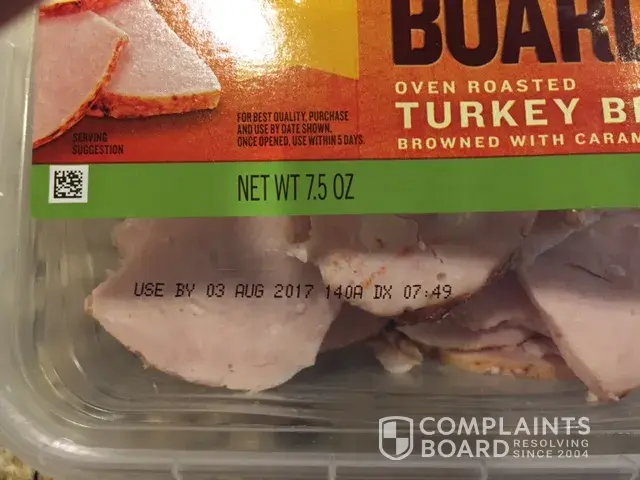 BOAR
OVEN ROASTED
TURKEY
BROWNED WITH
FOR BEST QUALITY, PURCHASE
AND USE BY DATE SHOWN.
ONCE OPENED, USE WITHIN 5 DAYS.
SERVING
SUGGESTION
NET WT 7.5 OZ
USE BY 03 AUG 2017 140A DX 07:49
COMPLAINTS
BOARD RESOLVING
SINCE 2004